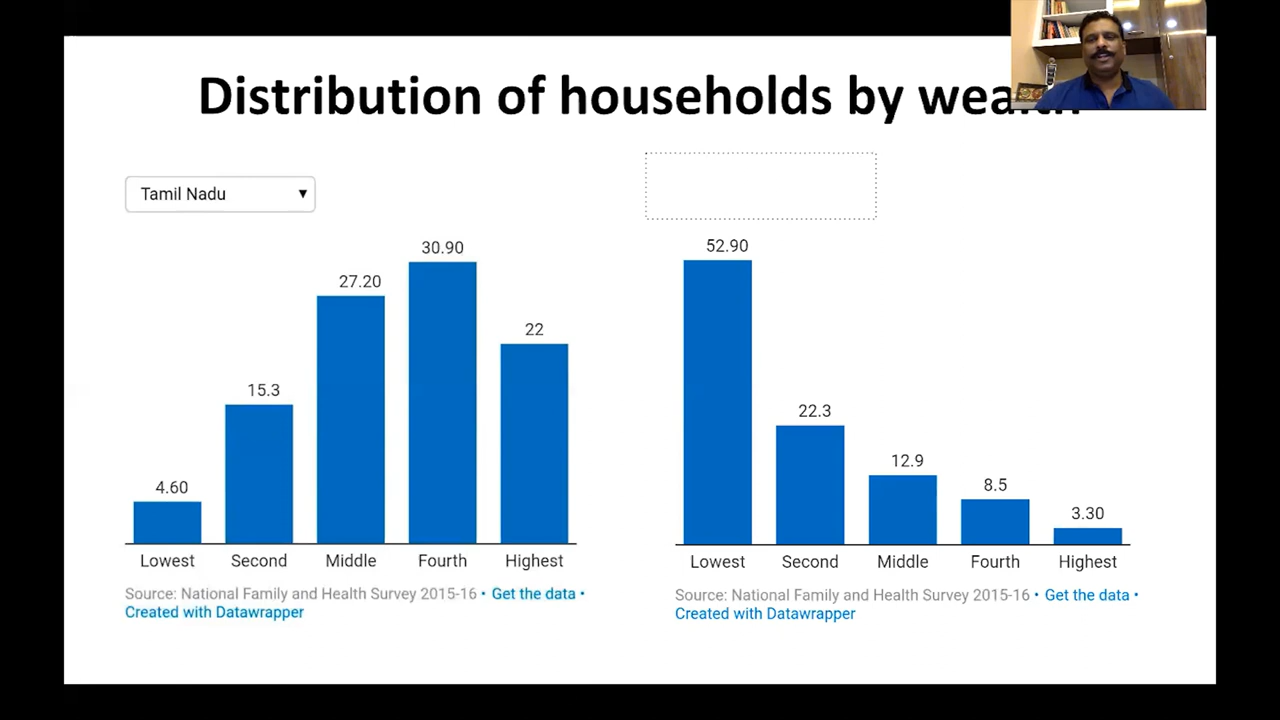 Distribution of households by wealth
Tamil Nadu
4.60
15.3
27.20
30.90
22
Lowest
Second
Middle
Fourth
Highest
Source: National Family and Health Survey 2015-16 • Get the data •
Created with Datawrapper
52.90
22.3
12.9
8.5
3.30
Lowest
Second
Middle
Fourth
Highest
Source: National Family and Health Survey 2015-16 • Get the data •
Created with Datawrapper